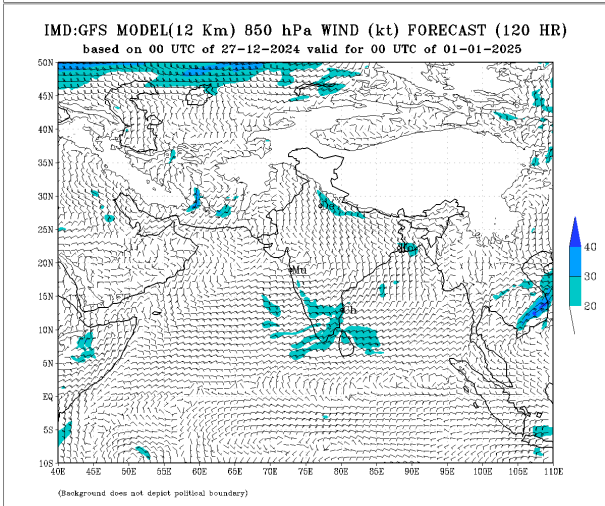 IMD:GFS MODEL(12 Km) 850 hPa WIND (kt) FORECAST (120 HR)
based on 00 UTC of 27-12-2024 valid for 00 UTC of 01-01-2025
50N
45N
40N
35N
30N
25N
20N
15N
10N
5N
EQ
5S
10S
40E 45E 50E 55E 60E 65E 70E 75E 80E 85E 90E 95E 100E 105E 110E
Mu
Ch
40
30
20
(Background does not depict political boundary)